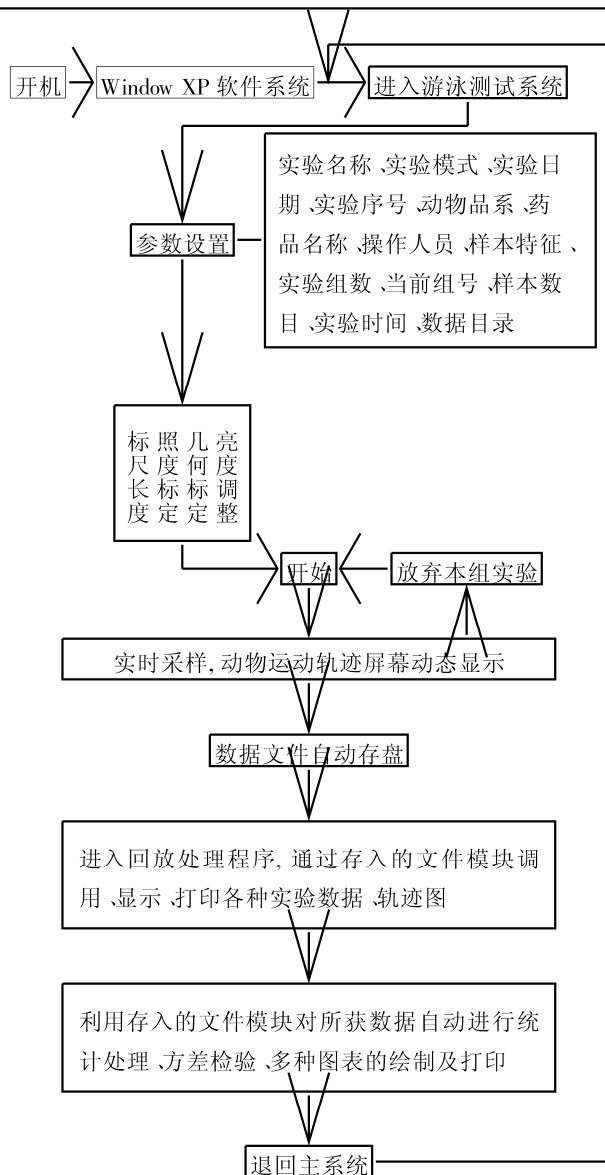 开机
Window XP 软件系统
进入游泳测试系统
实验名称、实验模式、实验日
期、实验序号、动物品系、药
品名称、操作人员、样本特征、
实验组数、当前组号、样本数
目、实验时间、数据目录
参数设置
标尺长度
照度标定
几何标定
亮度调整
开始
放弃本组实验
实时采样,动物运动轨迹屏幕动态显示
数据文件自动存盘
进入回放处理程序,通过存入的文件模块调
用、显示、打印各种实验数据、轨迹图
利用存入的文件模块对所获数据自动进行统
计处理、方差检验、多种图表的绘制及打印
退回主系统